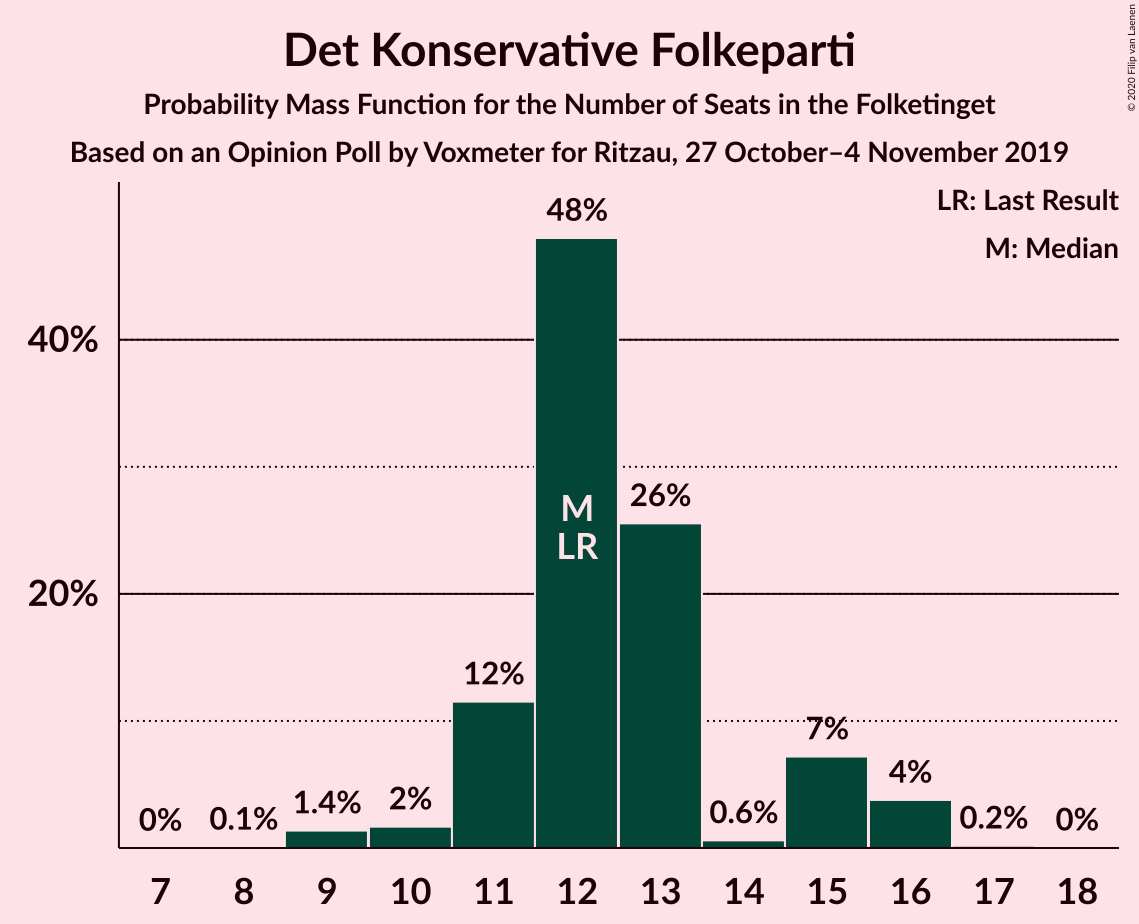 Det Konservative Folkeparti
Probability Mass Function for the Number of Seats in the Folketinget
Based on an Opinion Poll by Voxmeter for Ritzau, 27 October–4 November 2019
© 2020 Filip van Laenen
LR: Last Result
M: Median
40%
20%
0%
0.1%
1.4%
2%
12%
48%
M
LR
26%
0.6%
7%
4%
0.2%
0%
7 8 9 10 11 12 13 14 15 16 17 18